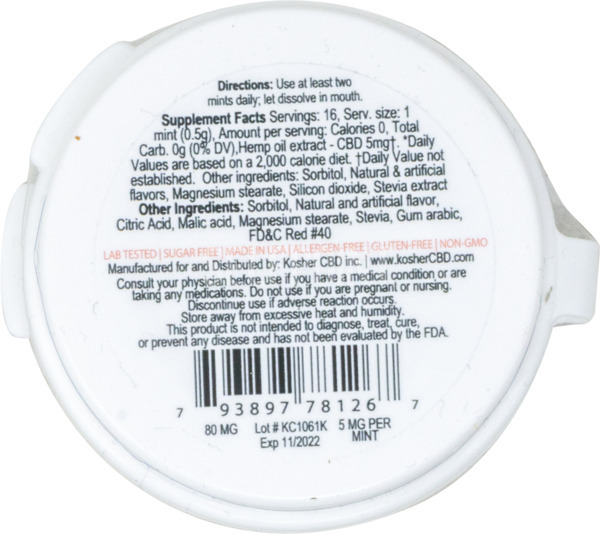 Directions: Use at least two
mints daily; let dissolve in mouth.
Supplement Facts Servings: 16, Serv. size: 1
mint (0.5g), Amount per serving: Calories 0, Total
Carb. 0g (0% DV),Hemp oil extract - CBD 5mg†. *Daily
Values are based on a 2,000 calorie diet. †Daily Value not
established. Other ingredients: Sorbitol, Natural & artificial
flavors, Magnesium stearate, Silicon dioxide, Stevia extract
Other Ingredients: Sorbitol, Natural and artificial flavor,
Citric Acid, Malic acid, Magnesium stearate, Stevia, Gum arabic,
FD&C Red #40
LAB TESTED | SUGAR FREE | MADE IN USA | ALLERGEN-FREE | GLUTEN-FREE | NON-GMO
Manufactured for and Distributed by: Kosher CBD inc. | www.kosherCBD.com
Consult your physician before use if you have a medical condition or are
taking any medications. Do not use if you are pregnant or nursing.
Discontinue use if adverse reaction occurs.
Store away from excessive heat and humidity.
This product is not intended to diagnose, treat, cure,
or prevent any disease and has not been evaluated by the FDA.
7 93897 78126 7
80 MG Lot # KC1061K 5 MG PER
Exp 11/2022 MINT